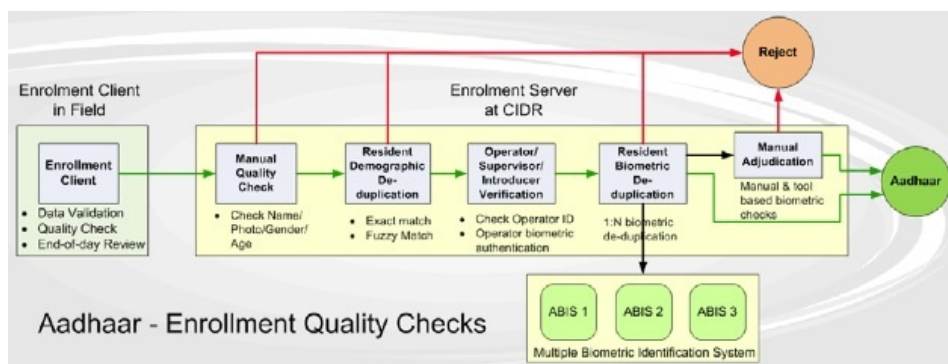 Reject
Enrolment Client
in Field
Enrolment Server
at CIDR
Enrollment
Client
• Data Validation
• Quality Check
• End-of-day Review
Manual
Quality
Check
• Check Name/
Photo/Gender/
Age
Resident
Demographic
De-
duplication
• Exact match
• Fuzzy Match
Operator/
Supervisor/
Introducer
Verification
• Check Operator ID
• Operator biometric
authentication
Resident
Biometric
De-
duplication
1:N biometric
de-duplication
Manual
Adjudication
Manual & tool
based biometric
checks
Aadhaar
ABIS 1
ABIS 2
ABIS 3
Multiple Biometric Identification System
Aadhaar - Enrollment Quality Checks